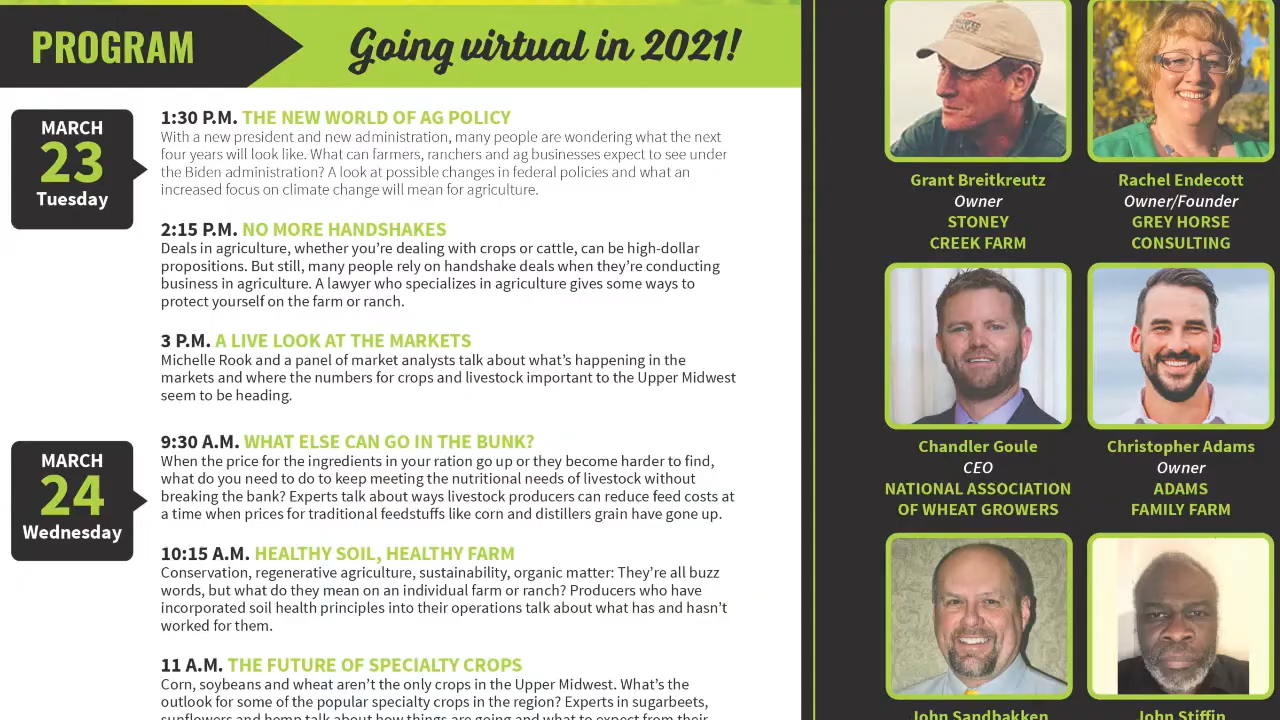 PROGRAM
Going virtual in 2021!
MARCH
23
Tuesday
1:30 P.M. THE NEW WORLD OF AG POLICY
With a new president and new administration, many people are wondering what the next
four years will look like. What can farmers, ranchers and ag businesses expect to see under
the Biden administration? A look at possible changes in federal policies and what an
increased focus on climate change will mean for agriculture.
2:15 P.M. NO MORE HANDSHAKES
Deals in agriculture, whether you’re dealing with crops or cattle, can be high-dollar
propositions. But still, many people rely on handshake deals when they’re conducting
business in agriculture. A lawyer who specializes in agriculture gives some ways to
protect yourself on the farm or ranch.
3 P.M. A LIVE LOOK AT THE MARKETS
Michelle Rook and a panel of market analysts talk about what’s happening in the
markets and where the numbers for crops and livestock important to the Upper Midwest
seem to be heading.
MARCH
24
Wednesday
9:30 A.M. WHAT ELSE CAN GO IN THE BUNK?
When the price for the ingredients in your ration go up or they become harder to find,
what do you need to do to keep meeting the nutritional needs of livestock without
breaking the bank? Experts talk about ways livestock producers can reduce feed costs at
a time when prices for traditional feedstuffs like corn and distillers grain have gone up.
10:15 A.M. HEALTHY SOIL, HEALTHY FARM
Conservation, regenerative agriculture, sustainability, organic matter: They’re all buzz
words, but what do they mean on an individual farm or ranch? Producers who have
incorporated soil health principles into their operations talk about what has and hasn’t
worked for them.
11 A.M. THE FUTURE OF SPECIALTY CROPS
Corn, soybeans and wheat aren’t the only crops in the Upper Midwest. What’s the
outlook for some of the popular specialty crops in the region? Experts in sugarbeets,
sunflowers and hemp talk about how things are going and what to expect from their
Grant Breitkreutz
Owner
STONEY
CREEK FARM
Rachel Endecott
Owner/Founder
GREY HORSE
CONSULTING
Chandler Goule
CEO
NATIONAL ASSOCIATION
OF WHEAT GROWERS
Christopher Adams
Owner
ADAMS
FAMILY FARM
John Sandbakken
John Stiffin